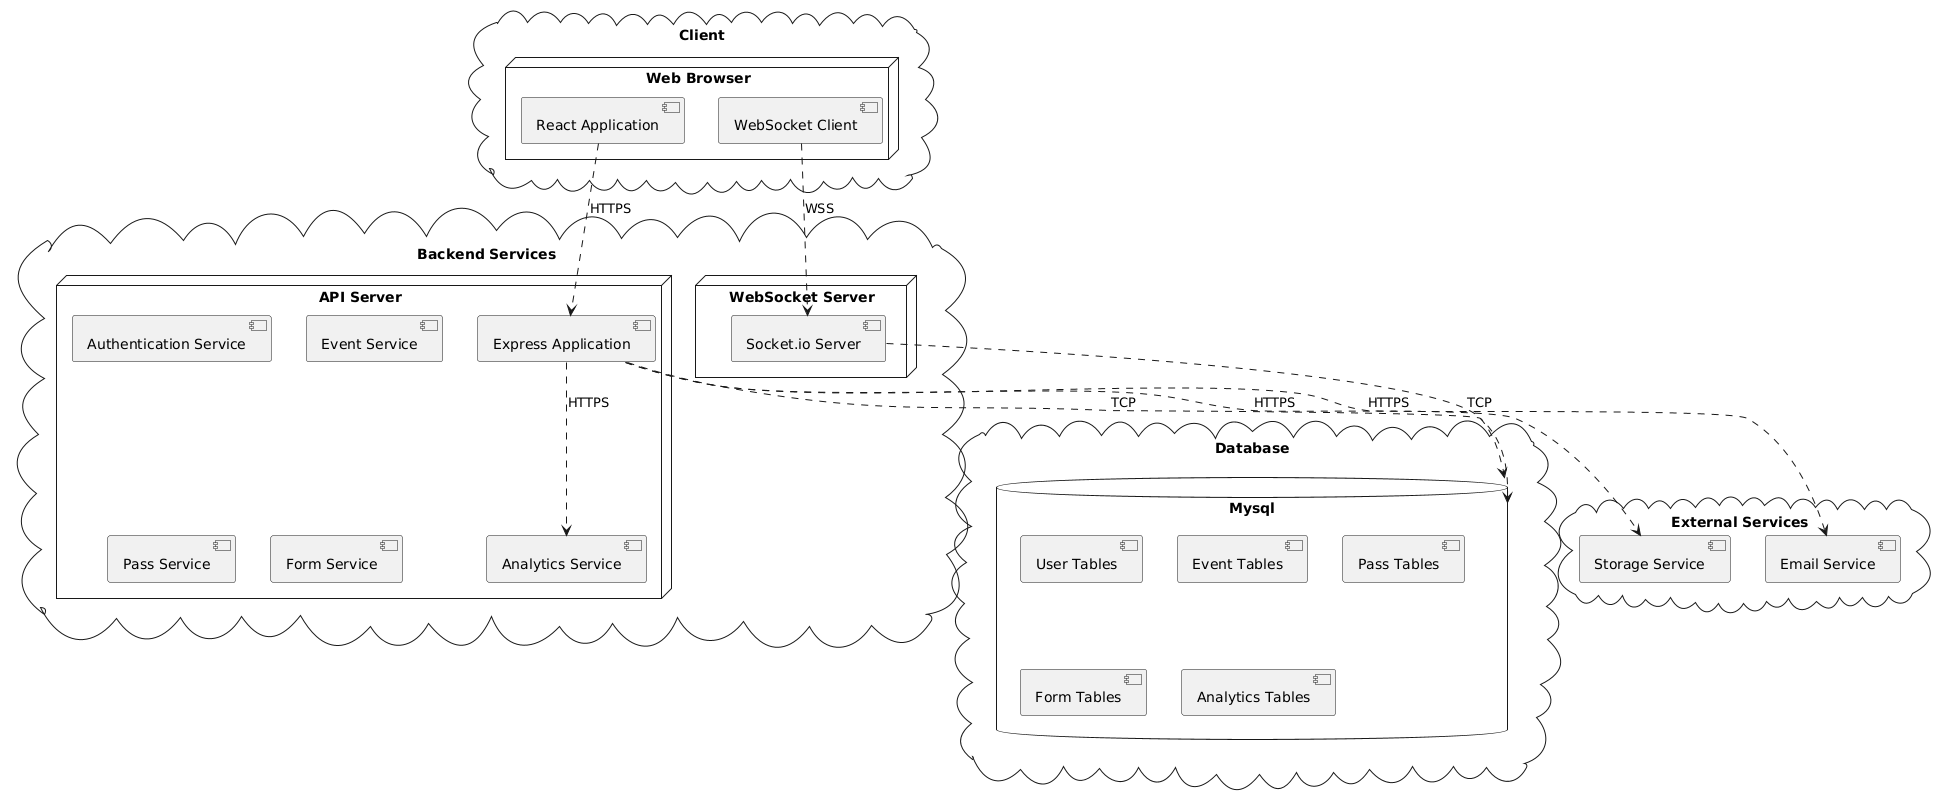 Client
Web Browser
React Application
WebSocket Client
HTTPS
WSS
Backend Services
API Server
WebSocket Server
Authentication Service
Event Service
Express Application
Socket.io Server
HTTPS
TCP
HTTPS
HTTPS
TCP
Database
Mysql
External Services
Pass Service
Form Service
Analytics Service
User Tables
Event Tables
Pass Tables
Storage Service
Email Service
Form Tables
Analytics Tables